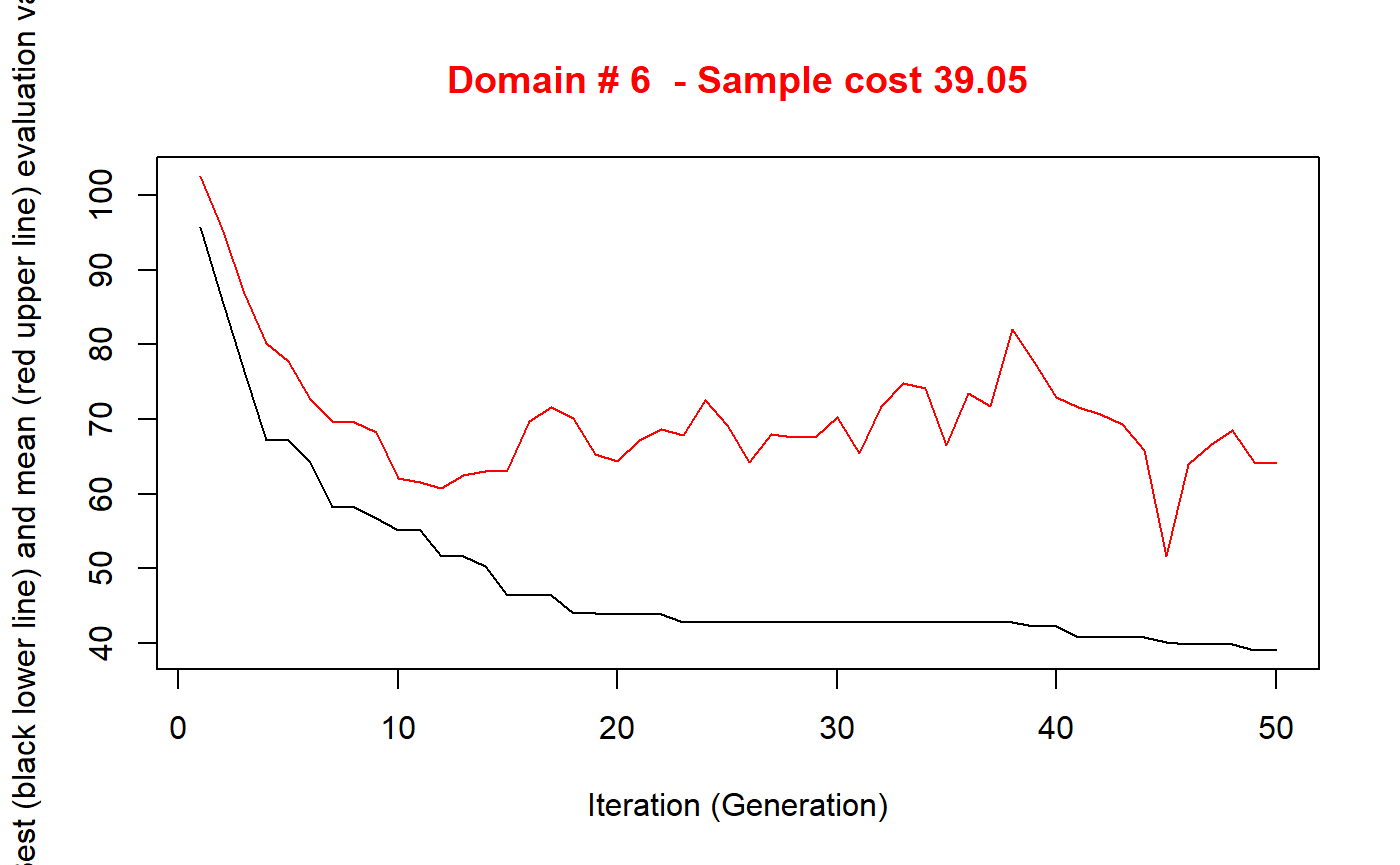 Domain # 6  - Sample cost 39.05
(black lower line) and mean (red upper line) evaluation
100
90
80
70
60
50
40
0 10 20 30 40 50
Iteration (Generation)